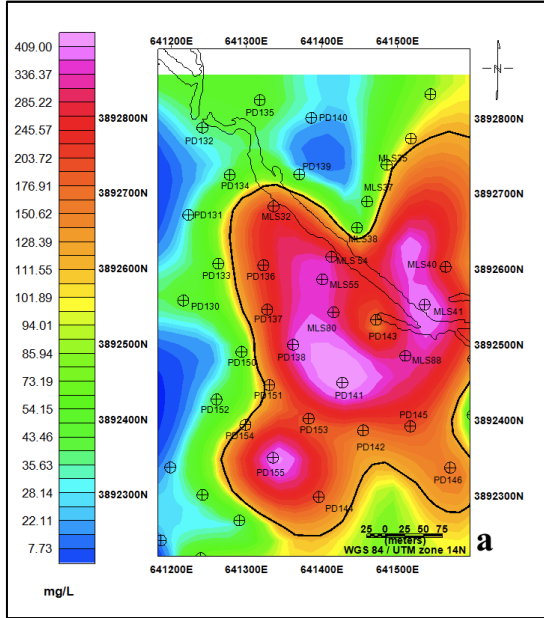 641200E 641300E 641400E 641500E
409.00
336.37
285.22
245.57
203.72
176.91
150.62
128.39
111.55
101.89
94.01
85.94
73.19
54.15
43.46
35.63
28.14
22.11
7.73
mg/L
3892800N
3892700N
3892600N
3892500N
3892400N
3892300N
3892800N
3892700N
3892600N
3892500N
3892400N
3892300N
N
PD135
PD140
PD132
MLS35
PD139
PD134
MLS37
PD131
MLS32
MLS38
MLS 54
PD133
PD136
MLS40
MLS55
PD130
PD137
MLS41
MLS80
PD143
PD138
PD150
MLS88
PD151
PD141
PD152
PD153
PD145
PD154
PD142
PD155
PD146
PD144
25 0 25 50 75
(meters)
WGS 84 / UTM zone 14N
a
641200E 641300E 641400E 641500E